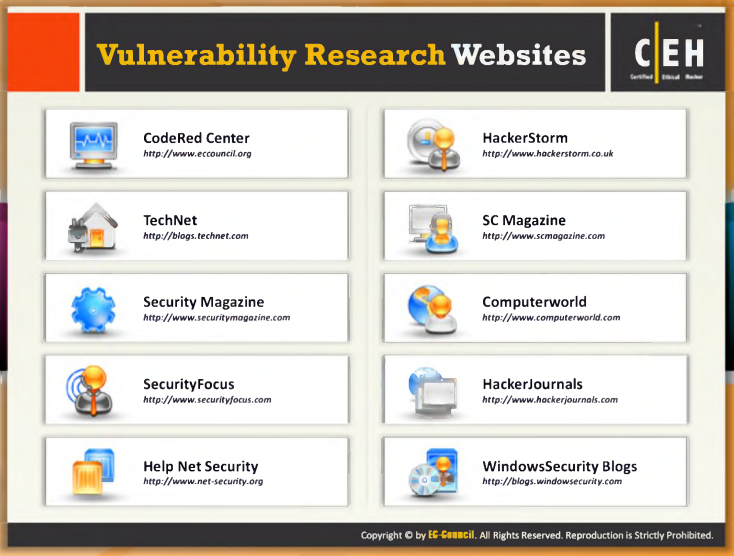 Vulnerability Research Websites
C|EH
Certified Ethical Hacker
CodeRed Center
http://www.eccouncil.org
TechNet
http://blogs.technet.com
Security Magazine
http://www.securitymagazine.com
SecurityFocus
http://www.securityfocus.com
Help Net Security
http://www.net-security.org
HackerStorm
http://www.hackerstorm.co.uk
SC Magazine
http://www.scmagazine.com
Computerworld
http://www.computerworld.com
HackerJournals
http://www.hackerjournals.com
WindowsSecurity Blogs
http://blogs.windowsecurity.com
Copyright © by EC-Council. All Rights Reserved. Reproduction is Strictly Prohibited.